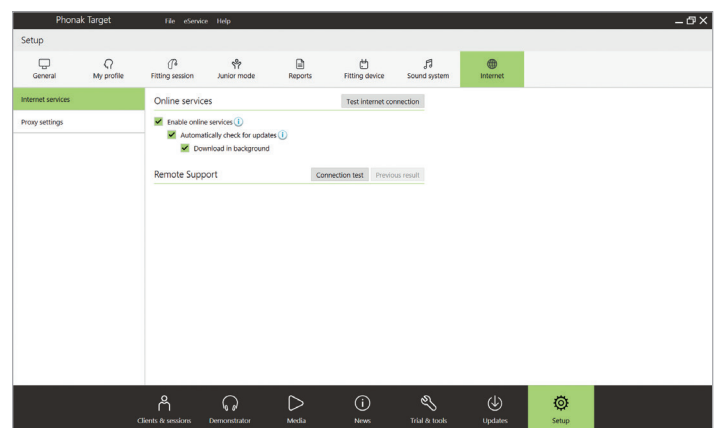 Phonak Target File eService Help
Setup
General My profile Fitting session Junior mode Reports Fitting device Sound system Internet
Internet services
Proxy settings
Online services Test internet connection
Enable online services
Automatically check for updates
Download in background
Remote Support Connection test Previous result
Clients & sessions Demonstrator Media News Trial & tools Updates Setup